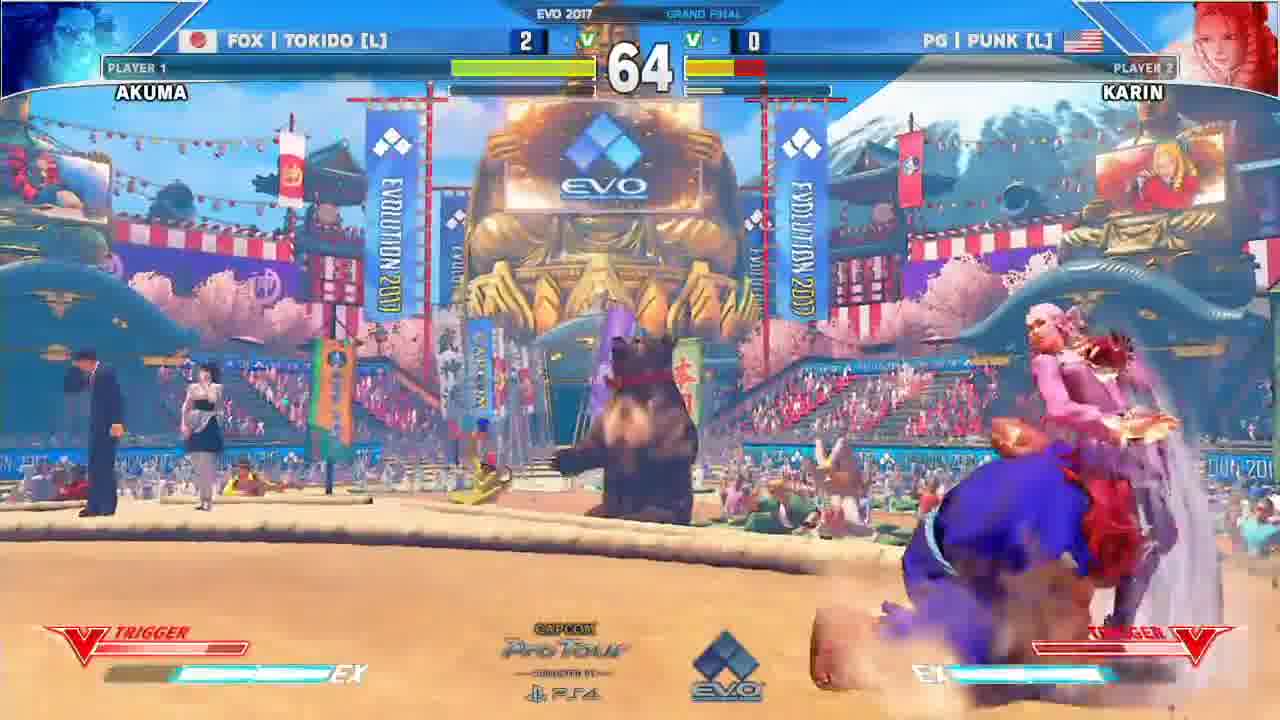 EVO 2017 GRAND FINAL
FOX | TOKIDO [L] 2 V 64 V 0 PG | PUNK [L]
PLAYER 1 PLAYER 2
AKUMA KARIN
EVO
EVOLUTION 2017
EVOLUTION 2017
V TRIGGER
EX
TRIGGER V
EX
CAPCOM
Pro Tour
PS4
EVO